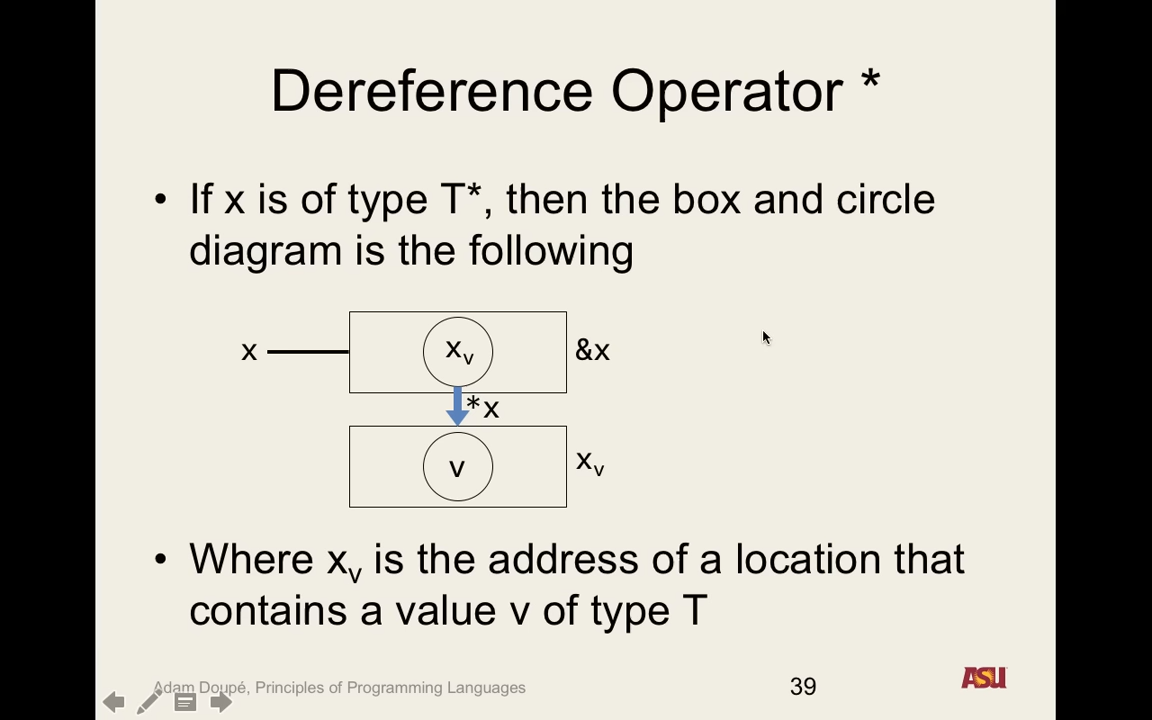 Dereference Operator *
• If x is of type T*, then the box and circle
diagram is the following
x
xᵥ
&x
*x
v
xᵥ
• Where xᵥ is the address of a location that
contains a value v of type T
Adam Doupé, Principles of Programming Languages
39
ASU